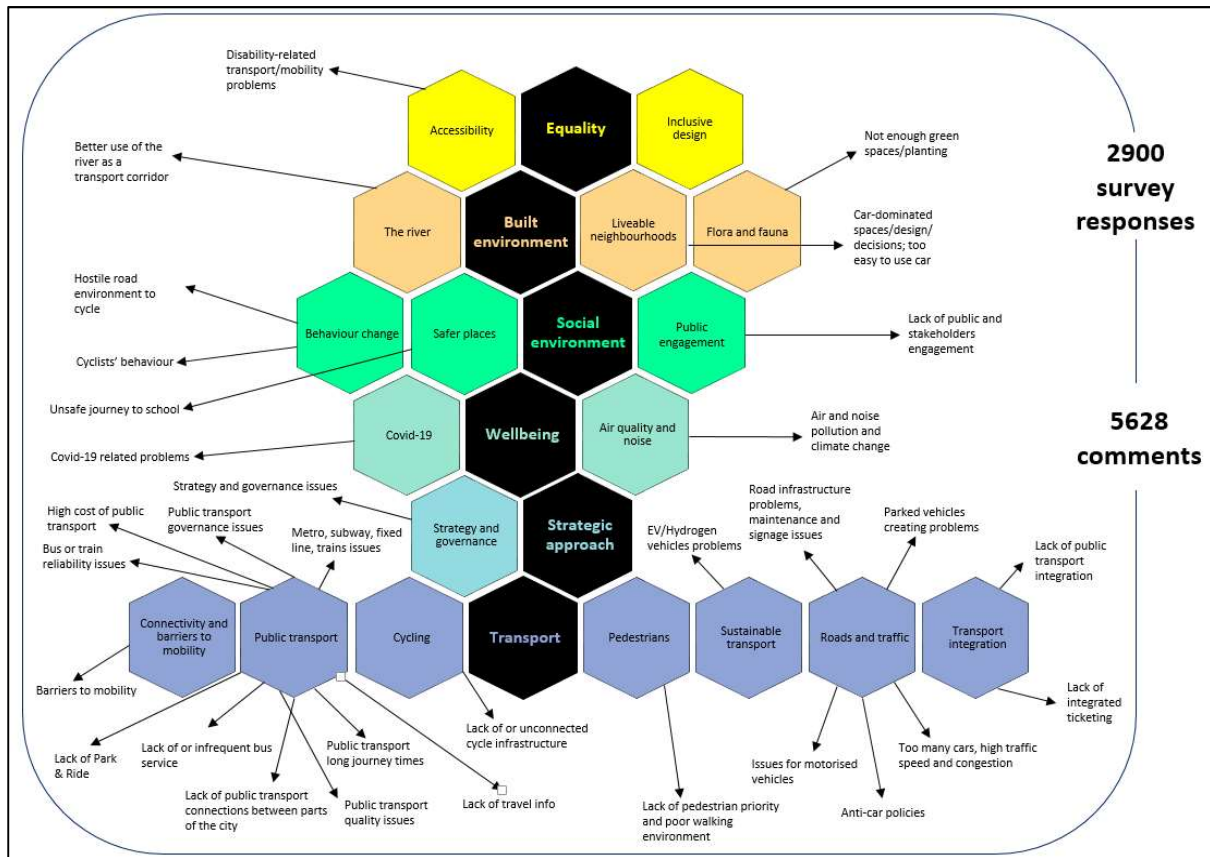 Disability-related
transport/mobility
problems
Accessibility
Equality
Inclusive
design
Better use of the
river as a
transport corridor
Not enough green
spaces/planting
2900
survey
responses
The river
Built
environment
Liveable
neighbourhoods
Flora and fauna
Car-dominated
spaces/design/
decisions; too
easy to use car
Hostile road
environment to
cycle
Behaviour change
Safer places
Social
environment
Public
engagement
Lack of public and
stakeholders
engagement
Cyclists’ behaviour
Unsafe journey to school
Covid-19
Wellbeing
Air quality and
noise
Air and noise
pollution and
climate change
5628
comments
Covid-19 related problems
Strategy and governance issues
High cost of public
transport
Public transport
governance issues
Metro, subway, fixed
line, trains issues
Bus or train
reliability issues
Strategy and
governance
Strategic
approach
EV/Hydrogen
vehicles problems
Road infrastructure
problems,
maintenance and
signage issues
Parked vehicles
creating problems
Lack of public
transport
integration
Connectivity and
barriers to
mobility
Public transport
Cycling
Transport
Pedestrians
Sustainable
transport
Roads and traffic
Transport
integration
Barriers to mobility
Lack of Park
& Ride
Lack of or infrequent bus
service
Lack of public transport
connections between parts
of the city
Public transport
long journey times
Public transport
quality issues
Lack of or unconnected
cycle infrastructure
Lack of travel info
Lack of pedestrian priority
and poor walking
environment
Issues for motorised
vehicles
Anti-car policies
Too many cars, high traffic
speed and congestion
Lack of
integrated
ticketing